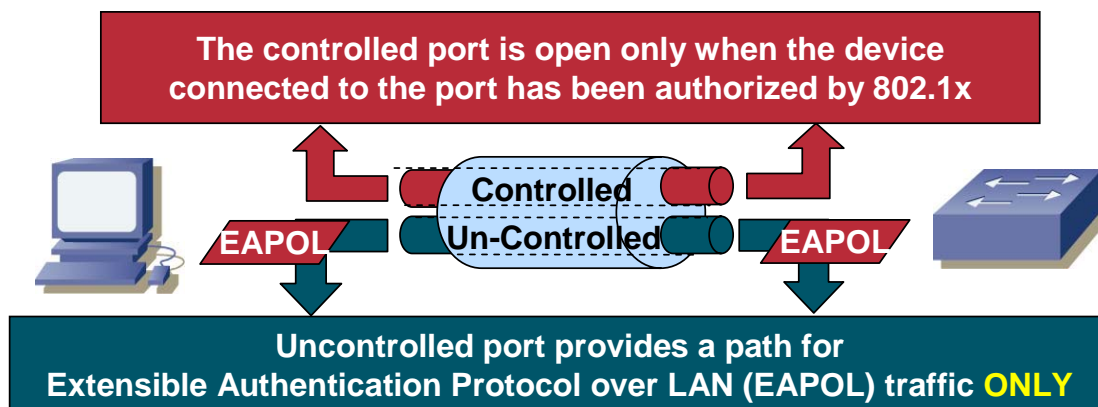 The controlled port is open only when the device
connected to the port has been authorized by 802.1x
Controlled
Un-Controlled
EAPOL
EAPOL
Uncontrolled port provides a path for
Extensible Authentication Protocol over LAN (EAPOL) traffic ONLY